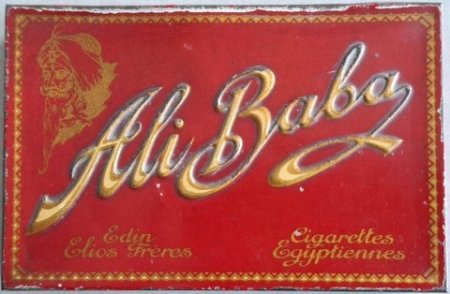 Ali Baba
Edin
Elios Frères
Cigarettes
Egyptiennes